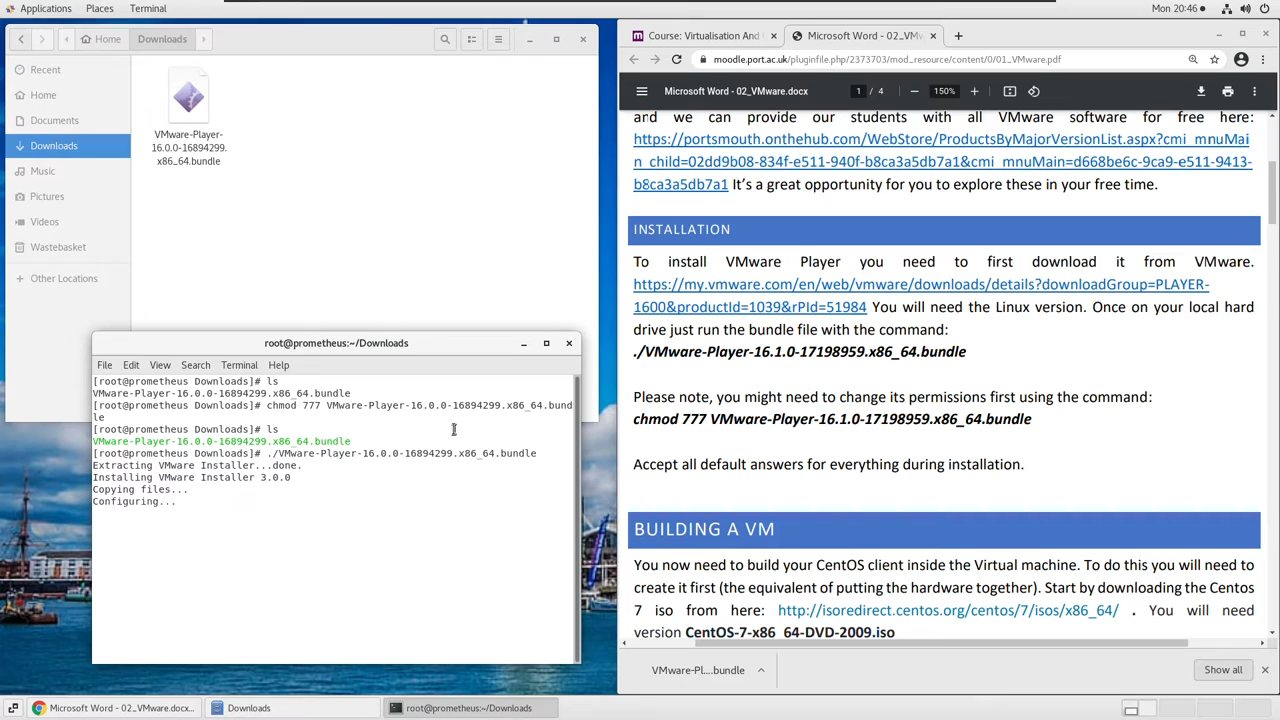 Applications Places Terminal
Mon 20:46
Home Downloads
Recent
Home
Documents
Downloads
Music
Pictures
Videos
Wastebasket
Other Locations
VMware-Player-
16.0.0-16894299.
x86_64.bundle
root@prometheus:~/Downloads
File Edit View Search Terminal Help
[root@prometheus Downloads]# ls
VMware-Player-16.0.0-16894299.x86_64.bundle
[root@prometheus Downloads]# chmod 777 VMware-Player-16.0.0-16894299.x86_64.bund
le
[root@prometheus Downloads]# ls
VMware-Player-16.0.0-16894299.x86_64.bundle
[root@prometheus Downloads]# ./VMware-Player-16.0.0-16894299.x86_64.bundle
Extracting VMware Installer...done.
Installing VMware Installer 3.0.0
Copying files...
Configuring...
Course: Virtualisation And Microsoft Word - 02_VMw
moodle.port.ac.uk/pluginfile.php/2373703/mod_resource/content/0/01_VMware.pdf
Microsoft Word - 02_VMware.docx 1 / 4 150%
and we can provide our students with all VMware software for free here:
https://portsmouth.onthehub.com/WebStore/ProductsByMajorVersionList.aspx?cmi_mnuMai
n_child=02dd9b08-834f-e511-940f-b8ca3a5db7a1&cmi_mnuMain=d668be6c-9ca9-e511-9413-
b8ca3a5db7a1 It’s a great opportunity for you to explore these in your free time.
INSTALLATION
To install VMware Player you need to first download it from VMware.
https://my.vmware.com/en/web/vmware/downloads/details?downloadGroup=PLAYER-
1600&productId=1039&rPId=51984 You will need the Linux version. Once on your local hard
drive just run the bundle file with the command:
./VMware-Player-16.1.0-17198959.x86_64.bundle
Please note, you might need to change its permissions first using the command:
chmod 777 VMware-Player-16.1.0-17198959.x86_64.bundle
Accept all default answers for everything during installation.
BUILDING A VM
You now need to build your CentOS client inside the Virtual machine. To do this you will need to
create it first (the equivalent of putting the hardware together). Start by downloading the Centos
7 iso from here: http://isoredirect.centos.org/centos/7/isos/x86_64/ . You will need
version CentOS-7-x86_64-DVD-2009.iso
VMware-Pl....bundle
Show all
Microsoft Word - 02_VMware.docx...
Downloads
root@prometheus:~/Downloads